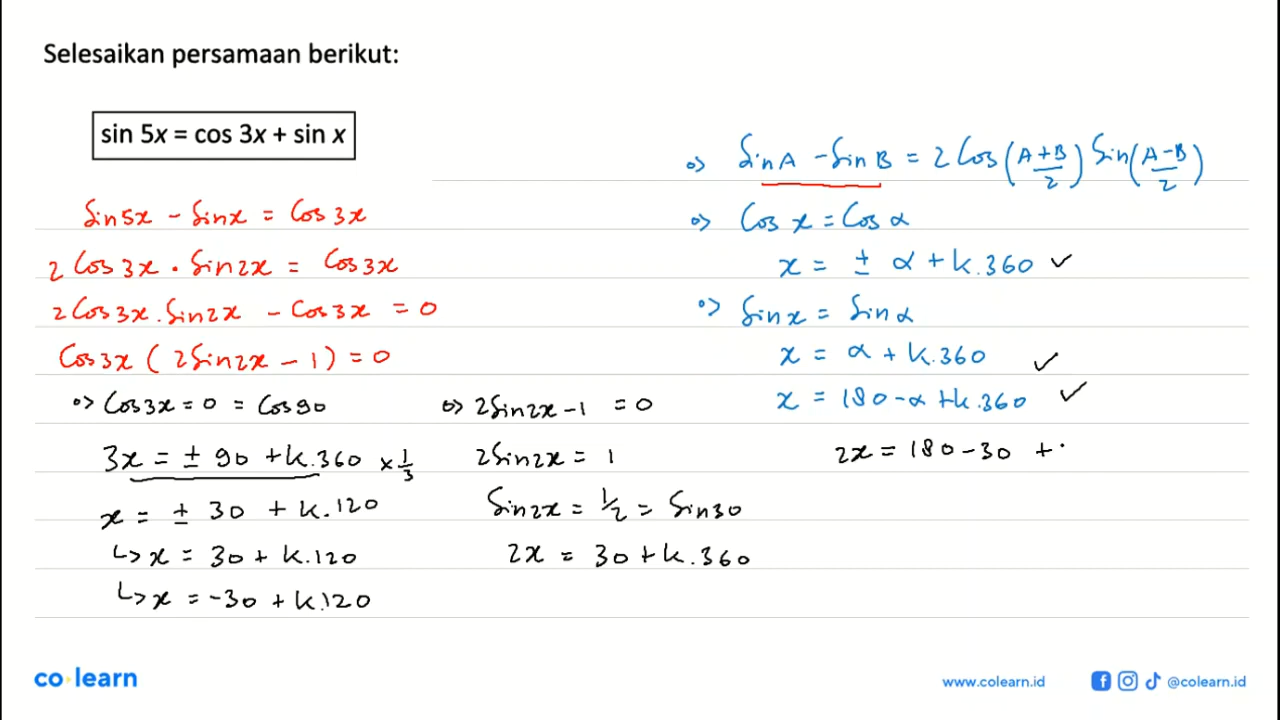 Selesaikan persamaan berikut:
sin 5x = cos 3x + sin x
Sin 5x - Sin x = Cos 3x
2 Cos 3x . Sin 2x = Cos 3x
2 Cos 3x . Sin 2x - Cos 3x = 0
Cos 3x ( 2 Sin 2x - 1 ) = 0
=> Cos 3x = 0 = Cos 90
3x = ± 90 + k.360 × 1/3
x = ± 30 + k.120
↳ x = 30 + k.120
↳ x = -30 + k.120
=> 2 Sin 2x - 1 = 0
2 Sin 2x = 1
Sin 2x = 1/2 = Sin 30
2x = 30 + k.360
=> Sin A - Sin B = 2 Cos (A+B/2) Sin (A-B/2)
=> Cos x = Cos α
x = ± α + k.360 ✓
=> Sin x = Sin α
x = α + k.360 ✓
x = 180 - α + k.360 ✓
2x = 180 - 30 +
co learn
www.colearn.id
@colearn.id